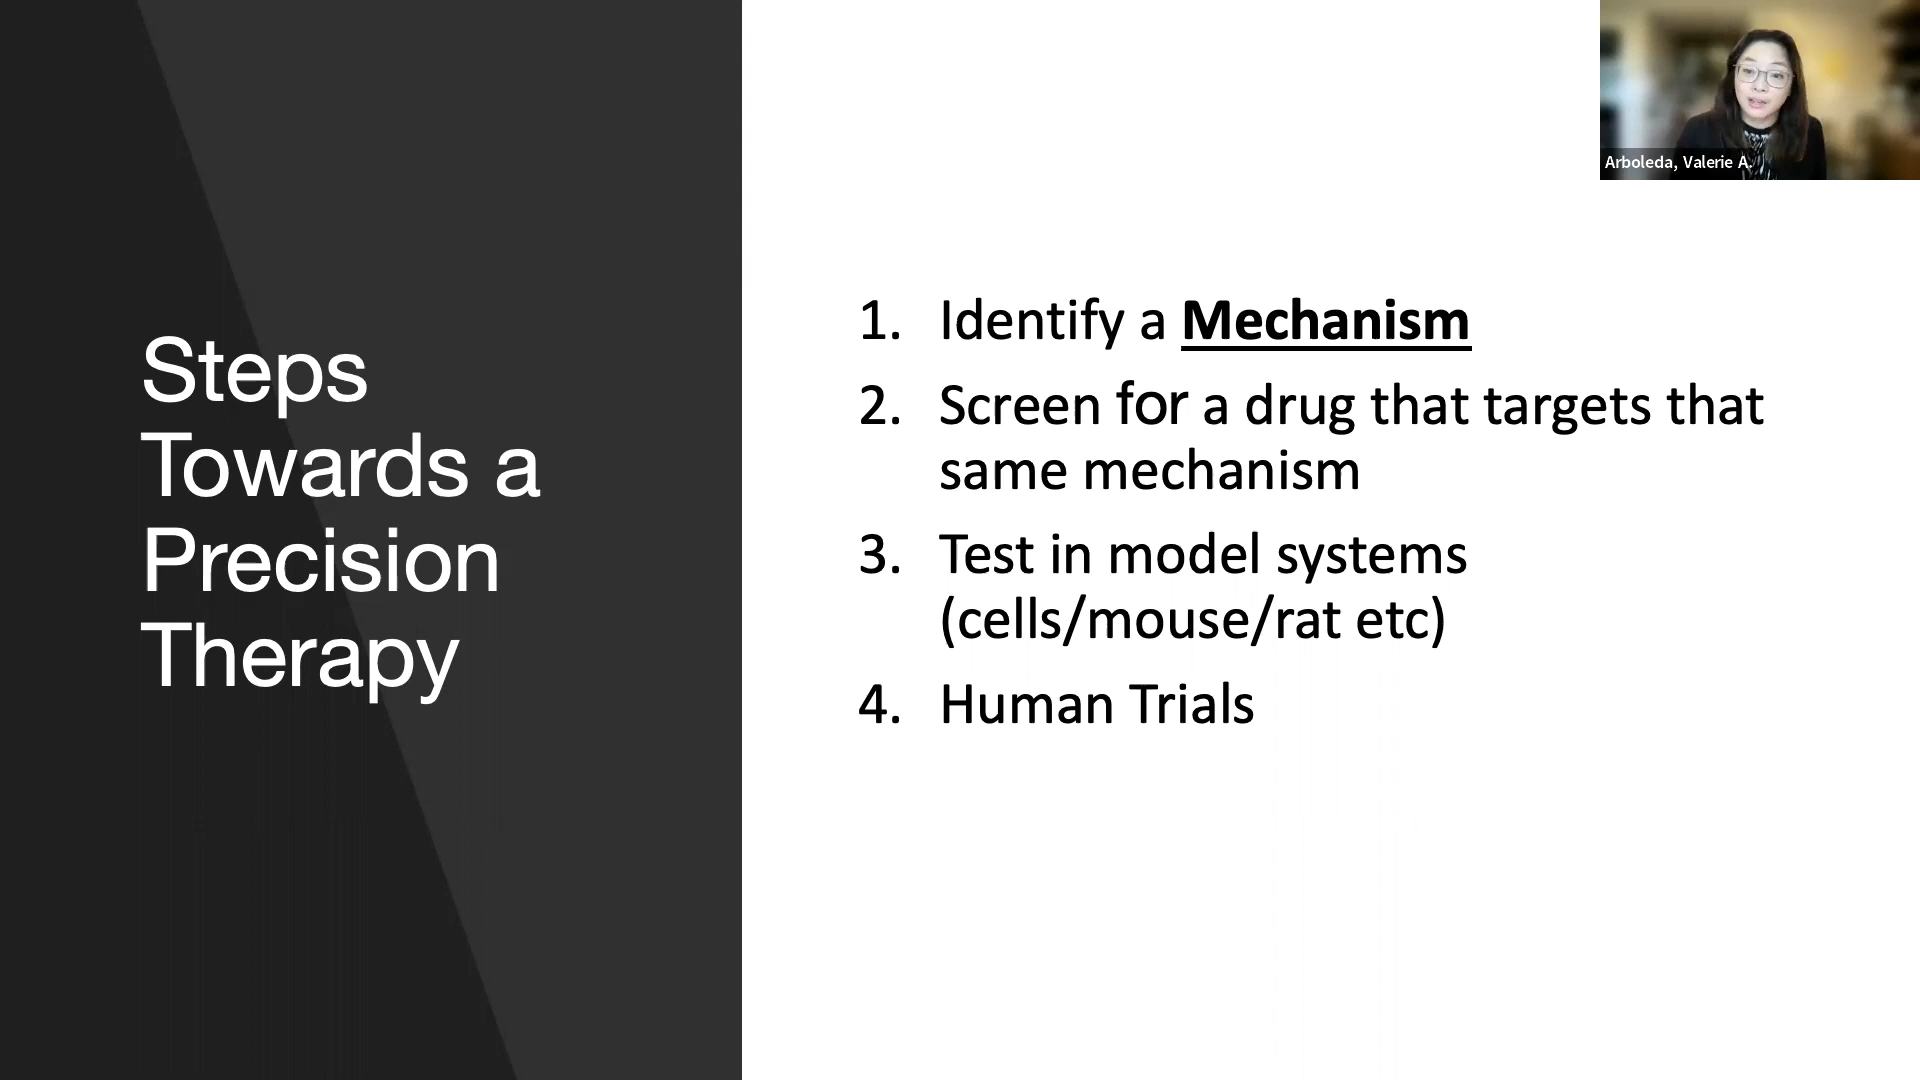 Steps
Towards a
Precision
Therapy
1. Identify a Mechanism
2. Screen for a drug that targets that
same mechanism
3. Test in model systems
(cells/mouse/rat etc)
4. Human Trials
Arboleda, Valerie A.